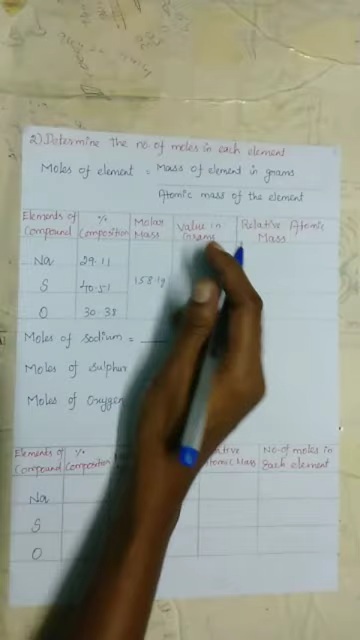 2) Determine the no. of moles in each element
Moles of element = Mass of element in grams
Atomic mass of the element
Elements of Compound % Composition Molar Mass Value in Grams Relative Atomic Mass
Na 29.11
S 40.51 158.1g
O 30.38
Moles of Sodium =
Moles of Sulphur
Moles of Oxygen
Elements of Compound % Composition Atomic Mass No. of moles in each element
Na
S
O